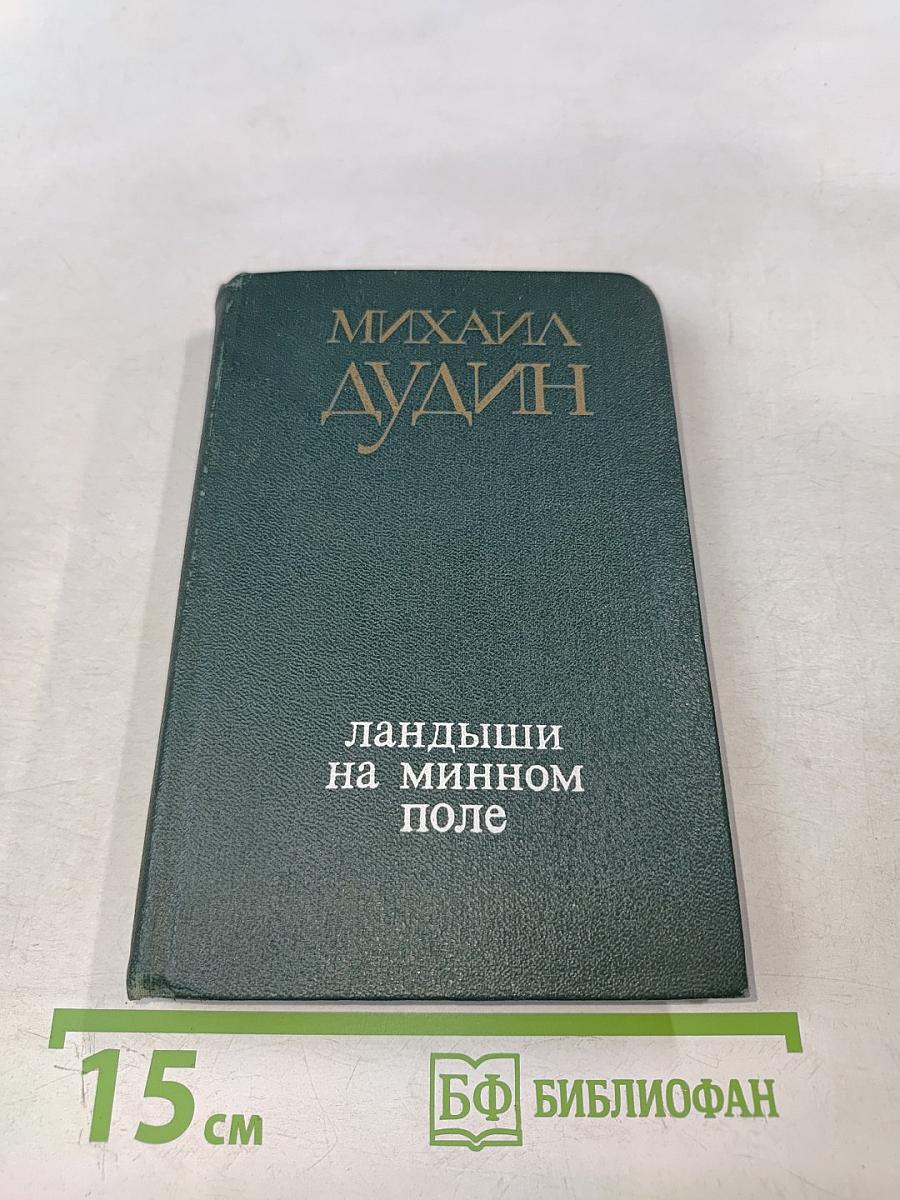 МИХАИЛ
ДУДИН
ландыши
на минном
поле
15 см
БФ БИБЛИОФАН